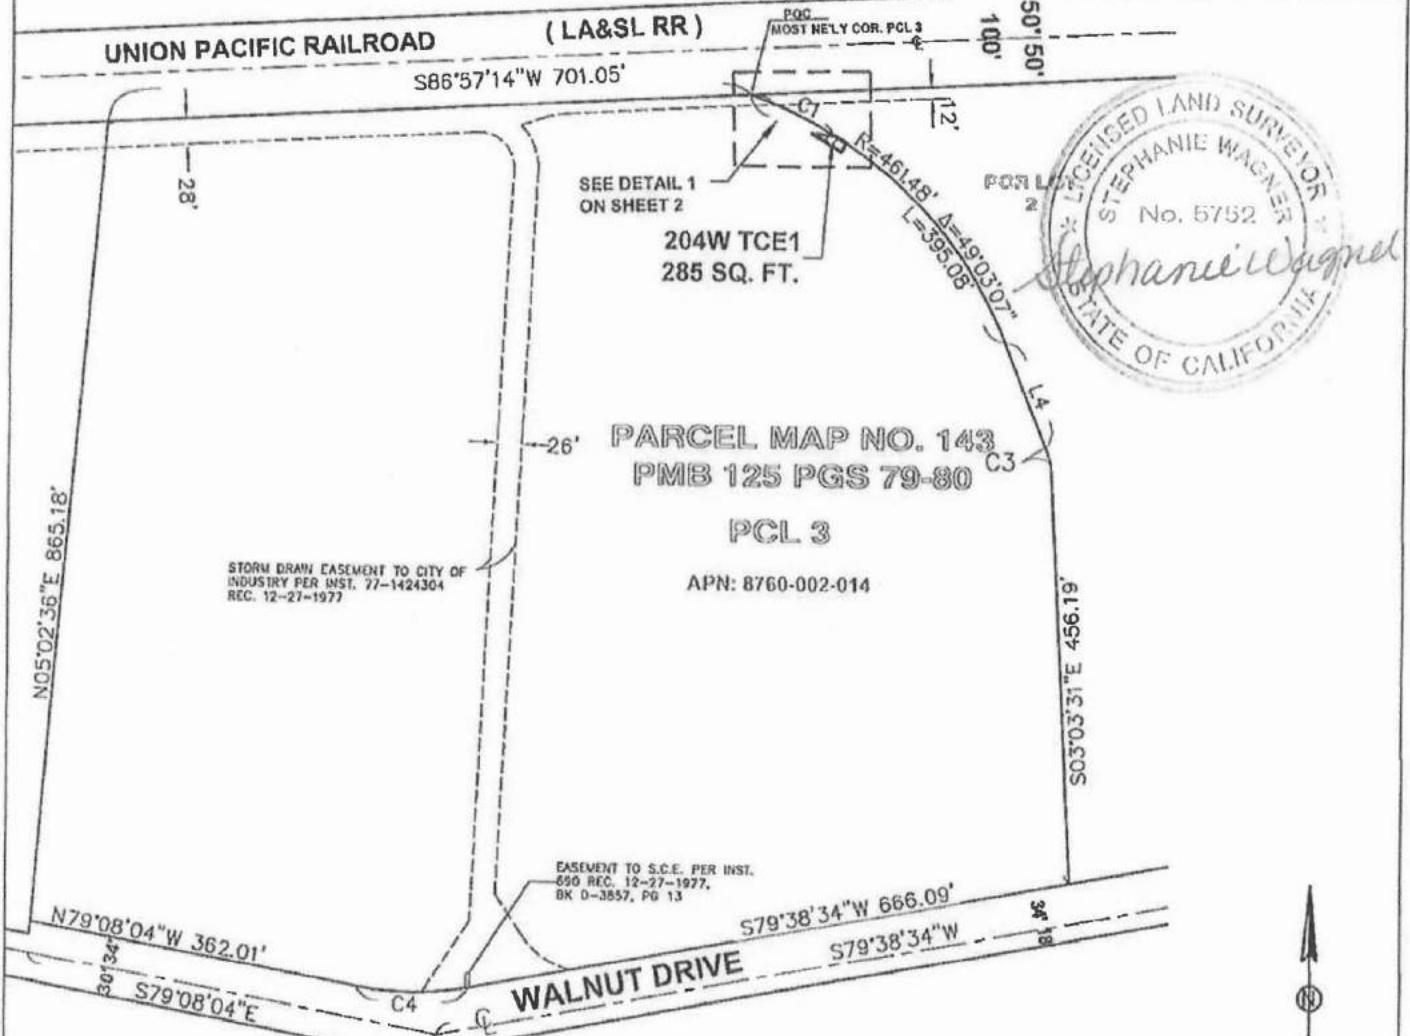 UNION PACIFIC RAILROAD
( LA&SL RR )
POC
MOST NE'LY COR. PCL 3
℄
100'
50' 50'
S86°57'14"W 701.05'
C1
12'
28'
SEE DETAIL 1
ON SHEET 2
204W TCE1
285 SQ. FT.
R=461.48' Δ=49°03'07"
L=395.08'
POR LOT
2
LICENSED LAND SURVEYOR
STEPHANIE WAGNER
No. 5752
Stephanie Wagner
STATE OF CALIFORNIA
L4
C3
26'
PARCEL MAP NO. 143
PMB 125 PGS 79-80
PCL 3
APN: 8760-002-014
STORM DRAIN EASEMENT TO CITY OF
INDUSTRY PER INST. 77-1424304
REC. 12-27-1977
N05°02'36"E 865.18'
S03°03'31"E 456.19'
EASEMENT TO S.C.E. PER INST.
690 REC. 12-27-1977,
BK D-3857, PG 13
N79°08'04"W 362.01'
S79°38'34"W 666.09'
S79°38'34"W
34' 18'
30' 34'
S79°08'04"E
C4
℄
WALNUT DRIVE
N